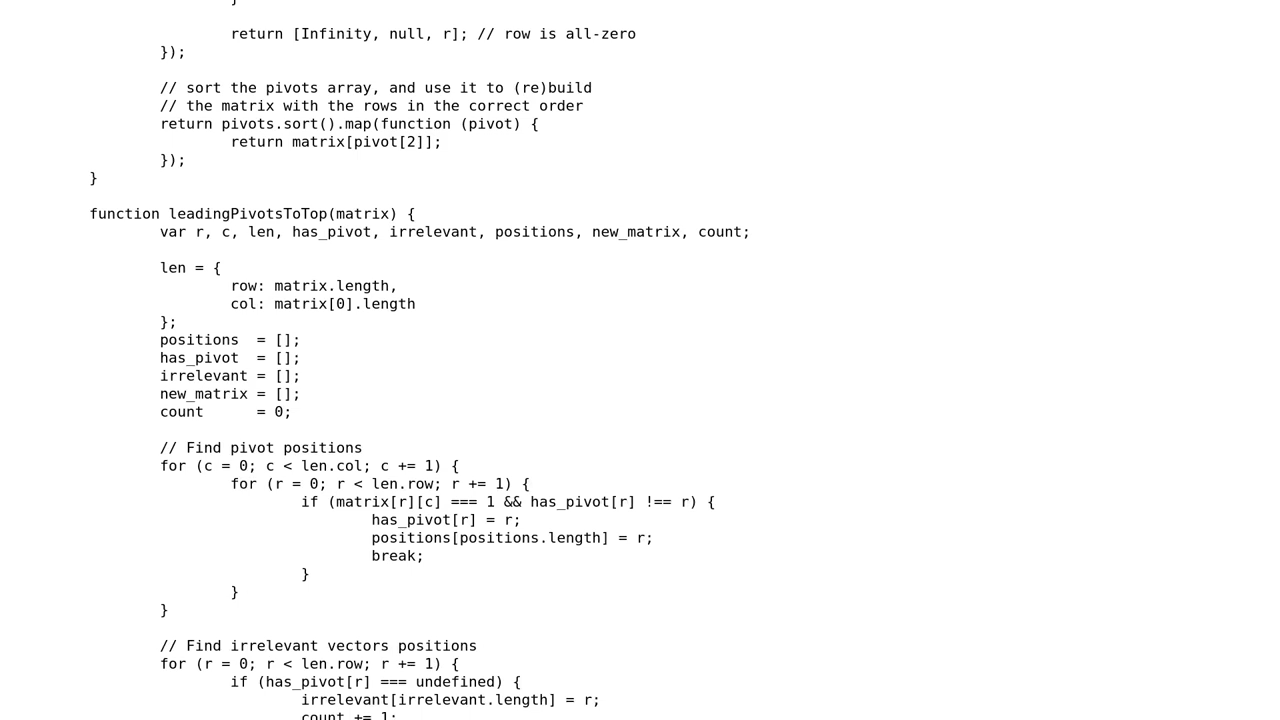 }

                return [Infinity, null, r]; // row is all-zero
        });

        // sort the pivots array, and use it to (re)build
        // the matrix with the rows in the correct order
        return pivots.sort().map(function (pivot) {
                return matrix[pivot[2]];
        });
}

function leadingPivotsToTop(matrix) {
        var r, c, len, has_pivot, irrelevant, positions, new_matrix, count;

        len = {
                row: matrix.length,
                col: matrix[0].length
        };
        positions  = [];
        has_pivot  = [];
        irrelevant = [];
        new_matrix = [];
        count      = 0;

        // Find pivot positions
        for (c = 0; c < len.col; c += 1) {
                for (r = 0; r < len.row; r += 1) {
                        if (matrix[r][c] === 1 && has_pivot[r] !== r) {
                                has_pivot[r] = r;
                                positions[positions.length] = r;
                                break;
                        }
                }
        }

        // Find irrelevant vectors positions
        for (r = 0; r < len.row; r += 1) {
                if (has_pivot[r] === undefined) {
                        irrelevant[irrelevant.length] = r;
                        count += 1;